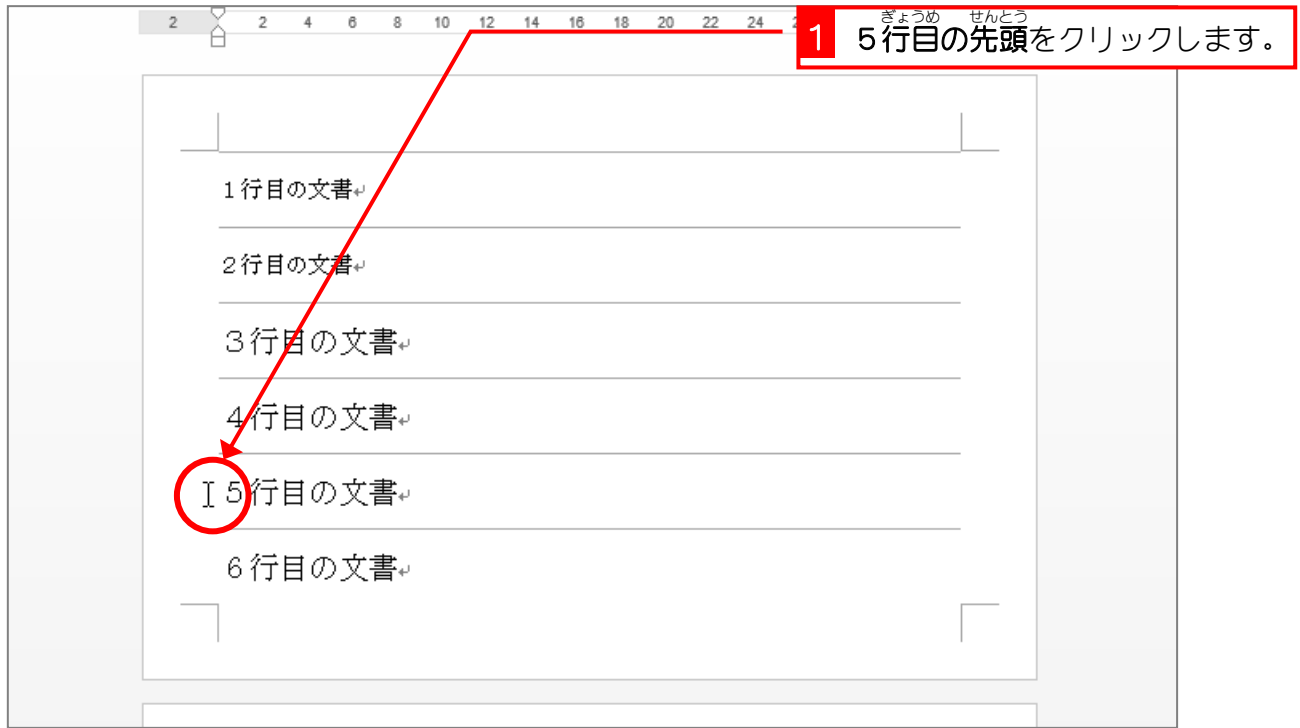 2 2 4 6 8 10 12 14 16 18 20 22 24
1 5行目の先頭をクリックします。
ぎょうめ せんとう
1行目の文書↵
2行目の文書↵
3行目の文書↵
4行目の文書↵
5行目の文書↵
6行目の文書↵